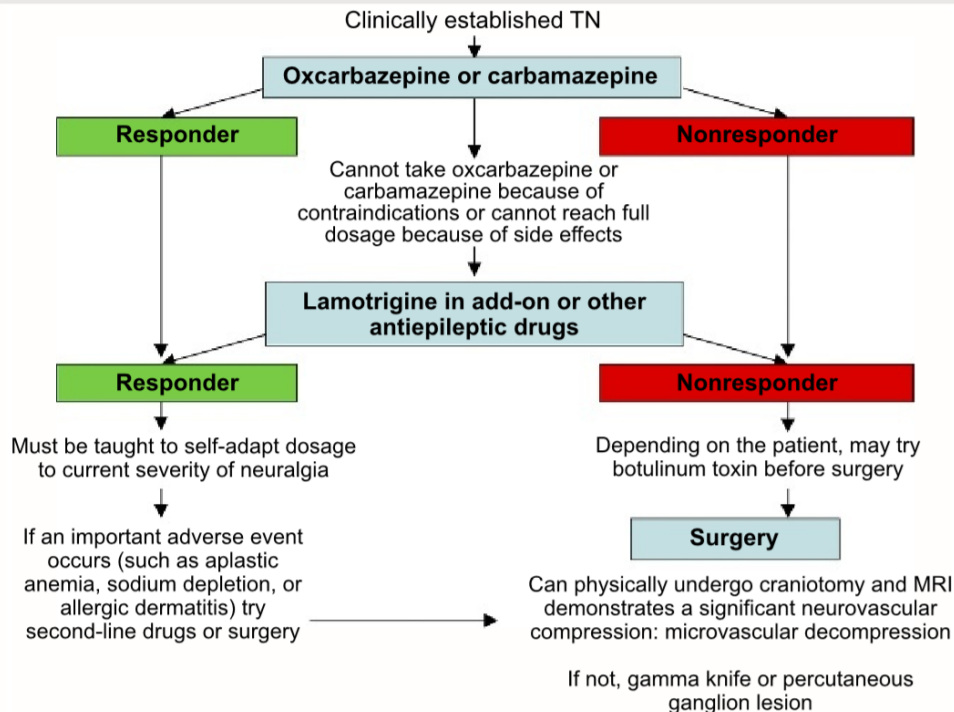 Clinically established TN
Oxcarbazepine or carbamazepine
Responder
Nonresponder
Cannot take oxcarbazepine or
carbamazepine because of
contraindications or cannot reach full
dosage because of side effects
Lamotrigine in add-on or other
antiepileptic drugs
Responder
Nonresponder
Must be taught to self-adapt dosage
to current severity of neuralgia
Depending on the patient, may try
botulinum toxin before surgery
If an important adverse event
occurs (such as aplastic
anemia, sodium depletion, or
allergic dermatitis) try
second-line drugs or surgery
Surgery
Can physically undergo craniotomy and MRI
demonstrates a significant neurovascular
compression: microvascular decompression
If not, gamma knife or percutaneous
ganglion lesion